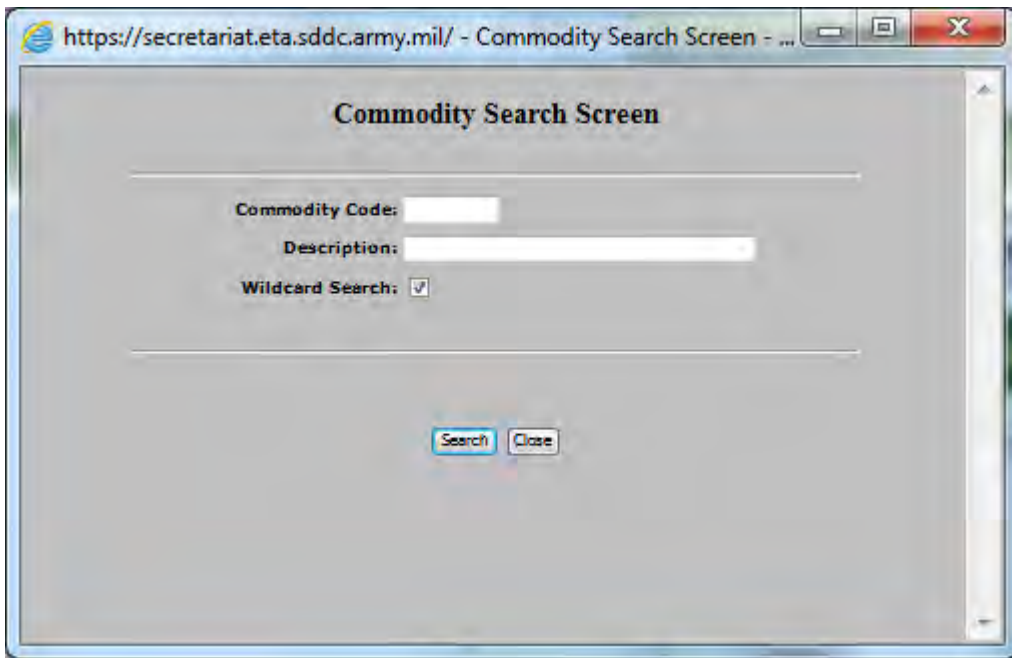 https://secretariat.eta.sddc.army.mil/ - Commodity Search Screen - ...
Commodity Search Screen
Commodity Code:
Description:
Wildcard Search:
Search Close